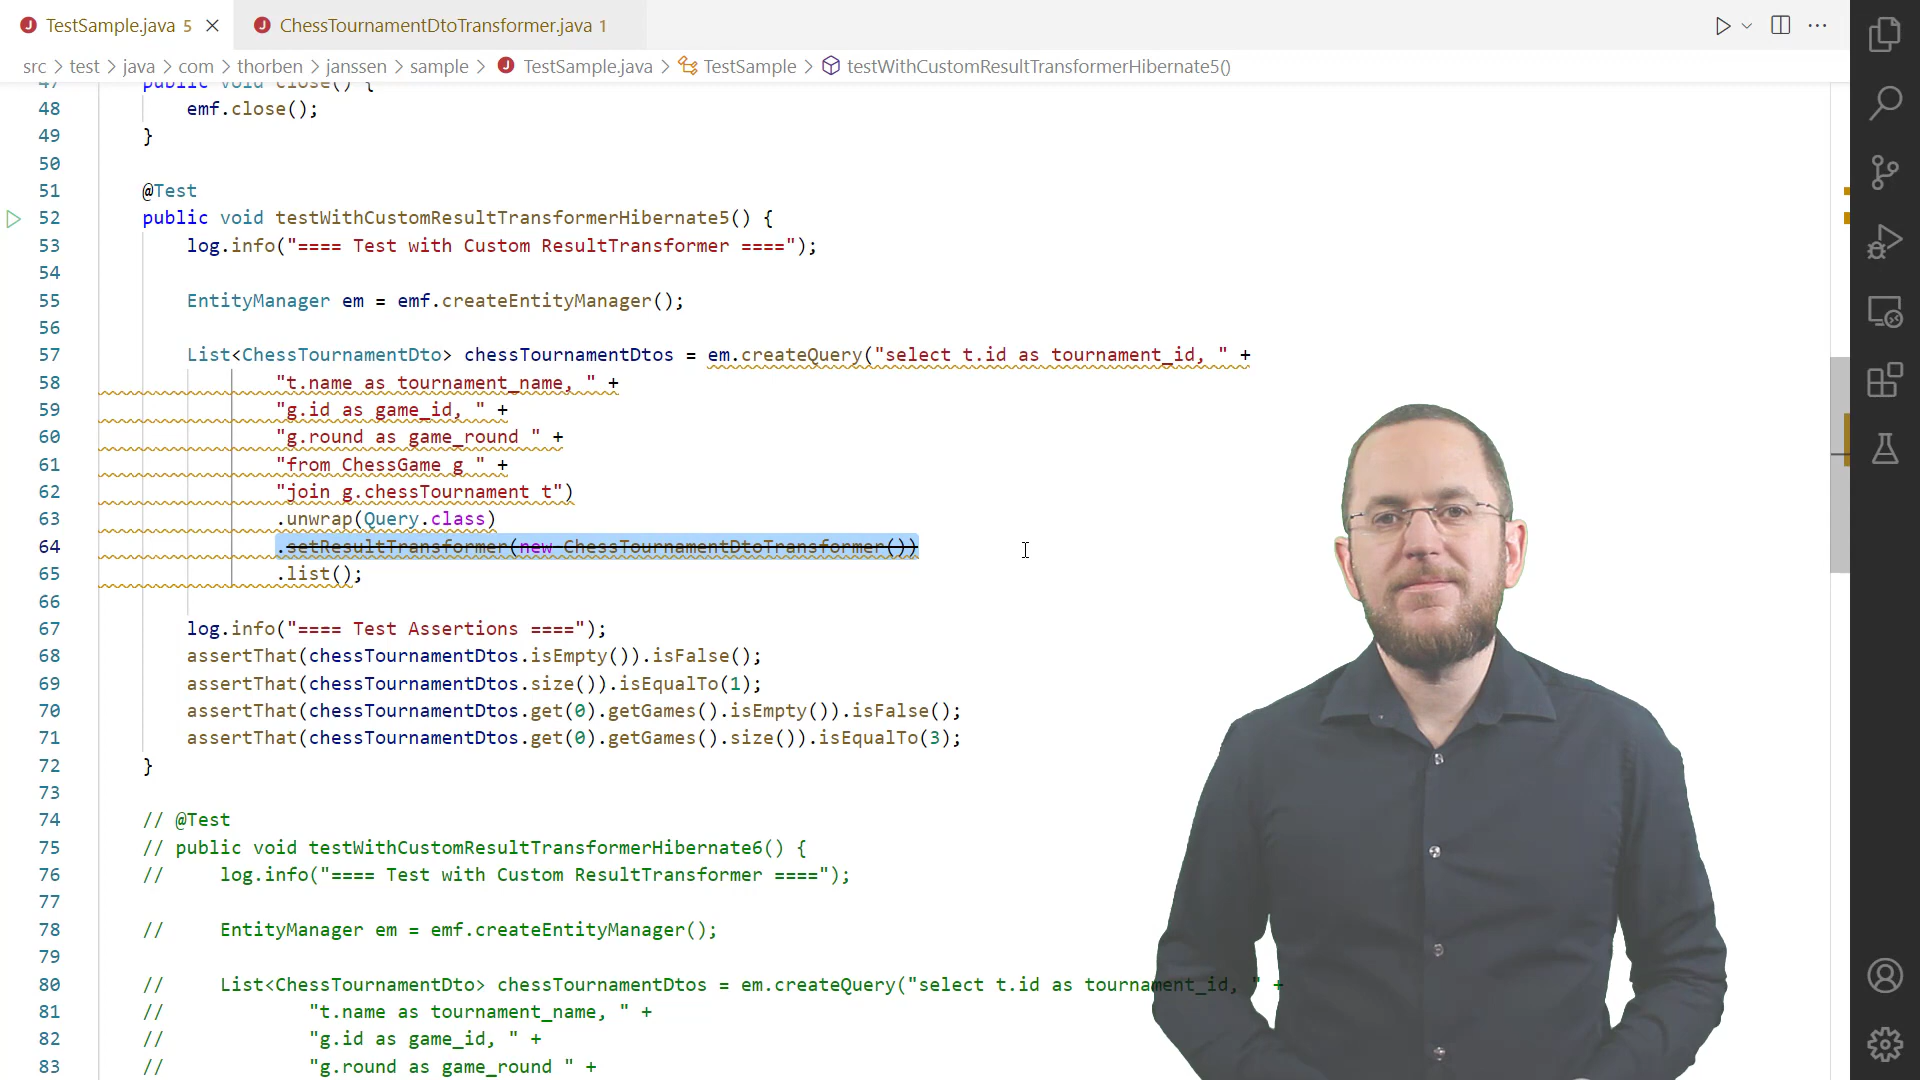 TestSample.java 5
ChessTournamentDtoTransformer.java 1
src > test > java > com > thorben > janssen > sample > TestSample.java > TestSample > testWithCustomResultTransformerHibernate5()
47 public void close() {
48 emf.close();
49 }
50
51 @Test
52 public void testWithCustomResultTransformerHibernate5() {
53 log.info("==== Test with Custom ResultTransformer ====");
54
55 EntityManager em = emf.createEntityManager();
56
57 List<ChessTournamentDto> chessTournamentDtos = em.createQuery("select t.id as tournament_id, " +
58 "t.name as tournament_name, " +
59 "g.id as game_id, " +
60 "g.round as game_round " +
61 "from ChessGame g " +
62 "join g.chessTournament t")
63 .unwrap(Query.class)
64 .setResultTransformer(new ChessTournamentDtoTransformer())
65 .list();
66
67 log.info("==== Test Assertions ====");
68 assertThat(chessTournamentDtos.isEmpty()).isFalse();
69 assertThat(chessTournamentDtos.size()).isEqualTo(1);
70 assertThat(chessTournamentDtos.get(0).getGames().isEmpty()).isFalse();
71 assertThat(chessTournamentDtos.get(0).getGames().size()).isEqualTo(3);
72 }
73
74 // @Test
75 // public void testWithCustomResultTransformerHibernate6() {
76 // log.info("==== Test with Custom ResultTransformer ====");
77
78 // EntityManager em = emf.createEntityManager();
79
80 // List<ChessTournamentDto> chessTournamentDtos = em.createQuery("select t.id as tournament_id, " +
81 // "t.name as tournament_name, " +
82 // "g.id as game_id, " +
83 // "g.round as game_round " +